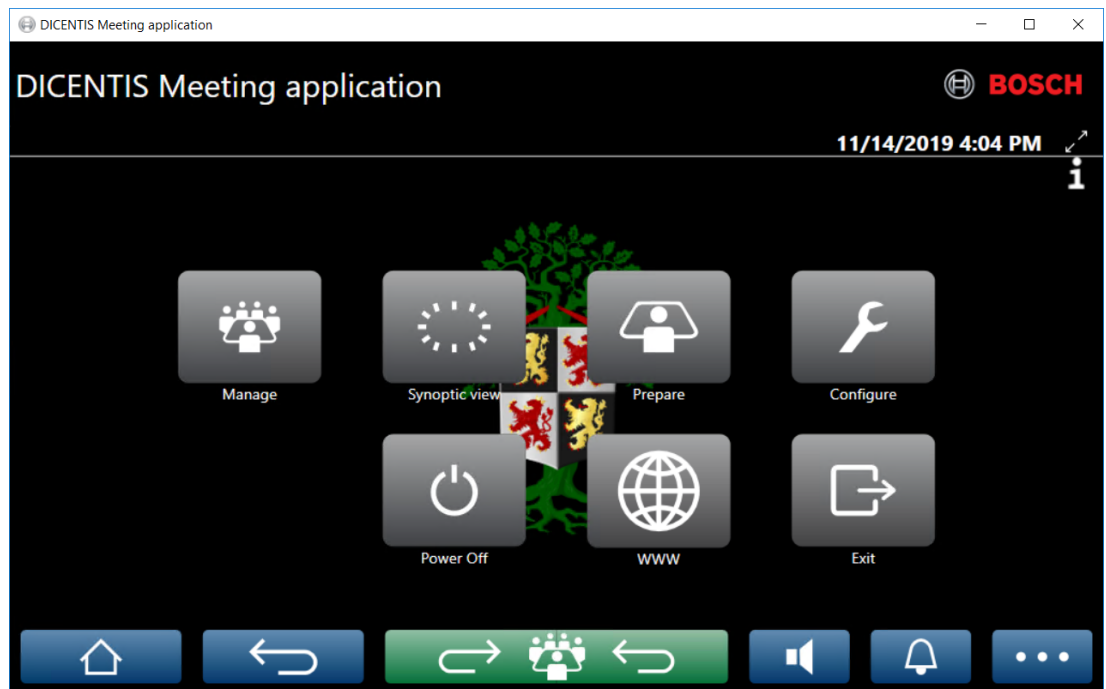 DICENTIS Meeting application
DICENTIS Meeting application
BOSCH
11/14/2019 4:04 PM
i
Manage
Synoptic view
Prepare
Configure
Power Off
WWW
Exit